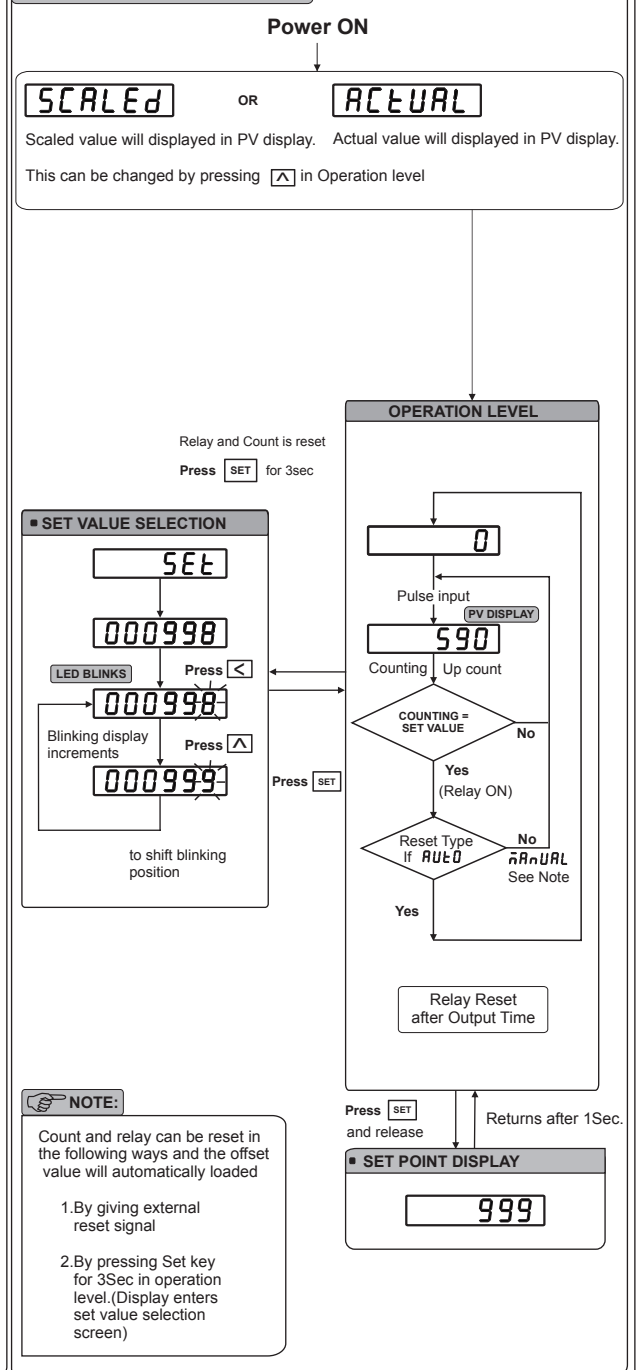 Power ON
SCALEd OR ACtUAL
Scaled value will displayed in PV display. Actual value will displayed in PV display.
This can be changed by pressing ^ in Operation level
OPERATION LEVEL
Relay and Count is reset
Press SET for 3sec
■ SET VALUE SELECTION
SEt
000998
LED BLINKS
Press <
000998
Blinking display
increments
Press ^
000999
to shift blinking
position
Press SET
0
Pulse input
PV DISPLAY
590
Counting Up count
COUNTING =
SET VALUE
No
Yes
(Relay ON)
Reset Type
If AUtO
No
mAnUAL
See Note
Yes
Relay Reset
after Output Time
NOTE:
Count and relay can be reset in
the following ways and the offset
value will automatically loaded
1.By giving external
reset signal
2.By pressing Set key
for 3Sec in operation
level.(Display enters
set value selection
screen)
Press SET
and release
Returns after 1Sec.
■ SET POINT DISPLAY
999